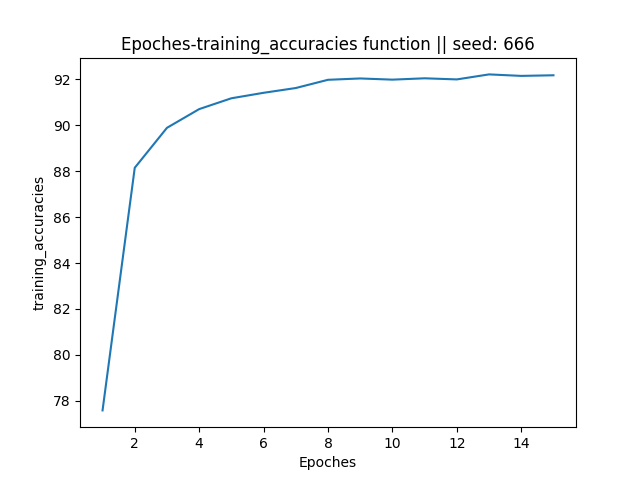 Epoches-training_accuracies function || seed: 666
training_accuracies
92
90
88
86
84
82
80
78
2 4 6 8 10 12 14
Epoches